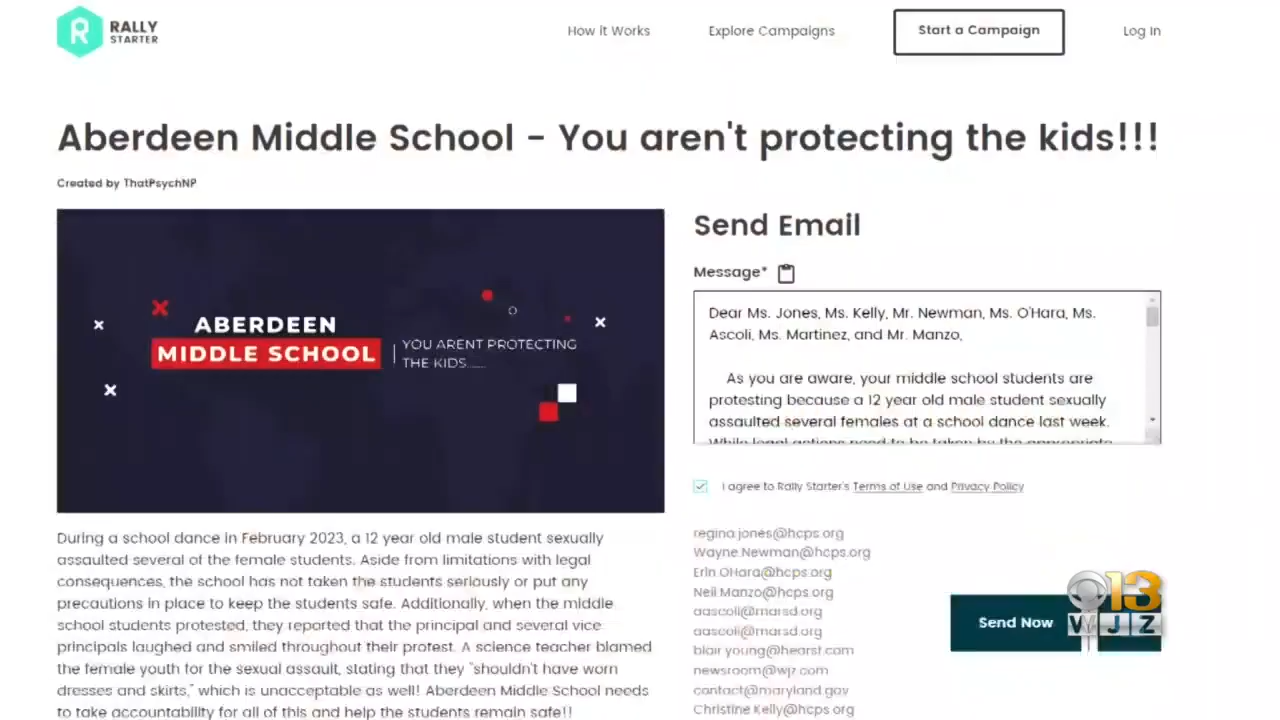 RALLY
STARTER
How it Works
Explore Campaigns
Start a Campaign
Log In
Aberdeen Middle School - You aren't protecting the kids!!!
Created by ThatPsychNP
ABERDEEN
MIDDLE SCHOOL
YOU ARENT PROTECTING
THE KIDS......
During a school dance in February 2023, a 12 year old male student sexually
assaulted several of the female students. Aside from limitations with legal
consequences, the school has not taken the students seriously or put any
precautions in place to keep the students safe. Additionally, when the middle
school students protested, they reported that the principal and several vice
principals laughed and smiled throughout their protest. A science teacher blamed
the female youth for the sexual assault, stating that they "shouldn't have worn
dresses and skirts," which is unacceptable as well! Aberdeen Middle School needs
to take accountability for all of this and help the students remain safe!!
Send Email
Message*
Dear Ms. Jones, Ms. Kelly, Mr. Newman, Ms. O'Hara, Ms.
Ascoli, Ms. Martinez, and Mr. Manzo,
As you are aware, your middle school students are
protesting because a 12 year old male student sexually
assaulted several females at a school dance last week.
While legal actions need to be taken by the appropriate
I agree to Rally Starter's Terms of Use and Privacy Policy
regina.jones@hcps.org
Wayne.Newman@hcps.org
Erin.OHara@hcps.org
Neil.Manzo@hcps.org
aascoli@marsd.org
aascoli@marsd.org
blair.young@hearst.com
newsroom@wjz.com
contact@maryland.gov
Christine.Kelly@hcps.org
Send Now
13
WJZ